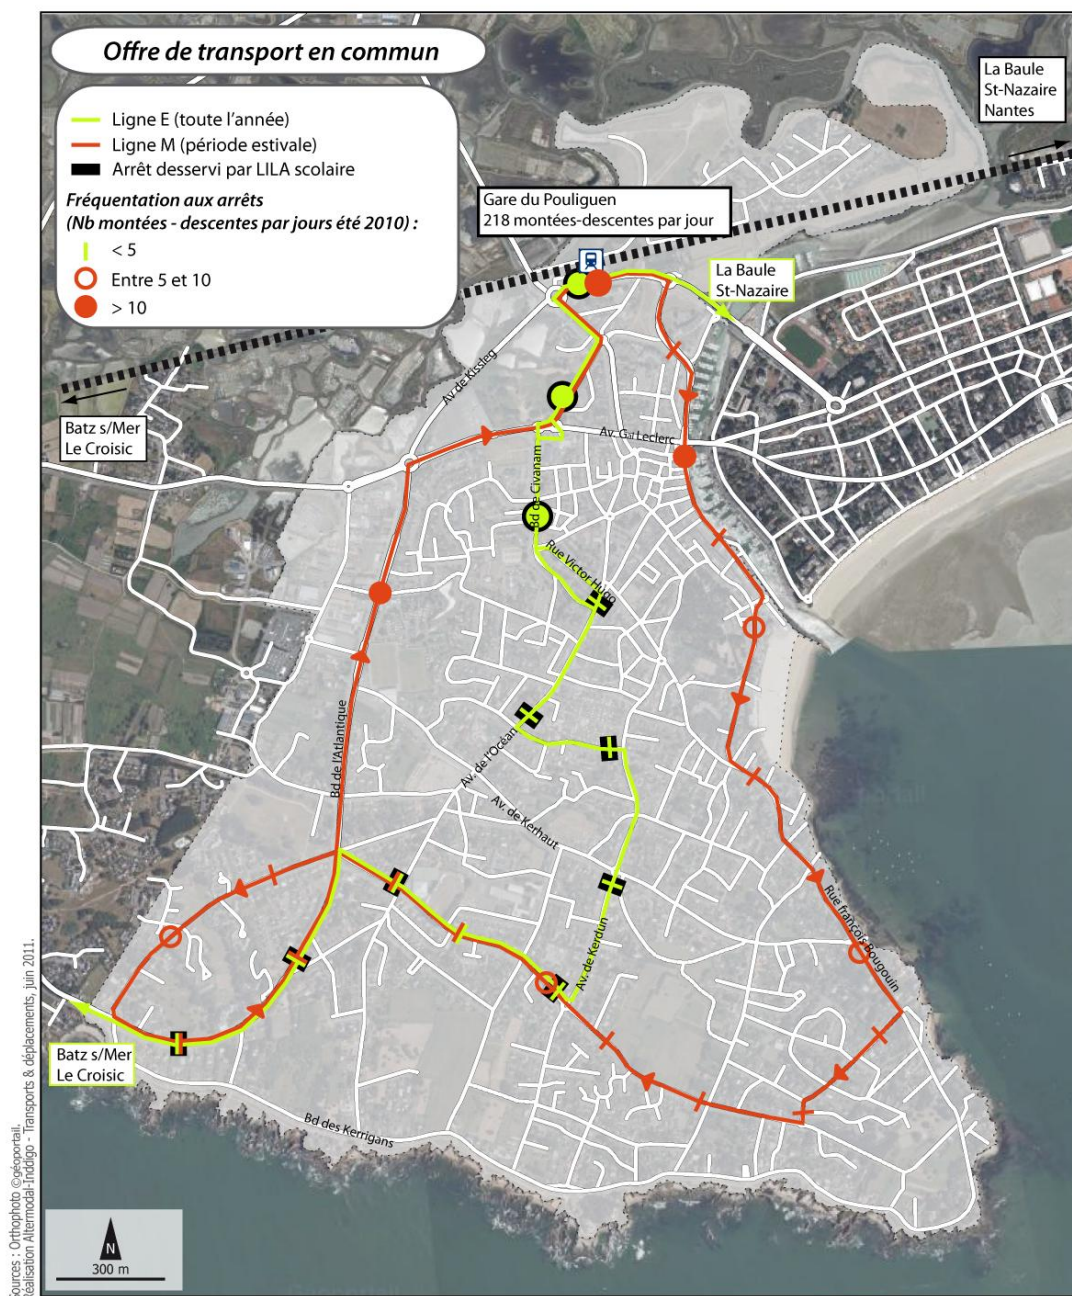 Offre de transport en commun
Ligne E (toute l'année)
Ligne M (période estivale)
Arrêt desservi par LILA scolaire
Fréquentation aux arrêts
(Nb montées - descentes par jours été 2010) :
< 5
Entre 5 et 10
> 10
La Baule
St-Nazaire
Nantes
Gare du Pouliguen
218 montées-descentes par jour
La Baule
St-Nazaire
Av de Kissleg
Batz s/Mer
Le Croisic
Av. Gal Leclerc
Bd de Civanam
Rue Victor Hugo
Bd de l'Atlantique
Av. de l'Océan
Av. de Kerhaut
Rue françois Bougouin
Av. de Kerdun
Batz s/Mer
Le Croisic
Bd des Kerrigans
N
300 m
Sources : Orthophoto ©géoportail.
Réalisation Altermodal-Inddigo - Transports & déplacements, juin 2011.